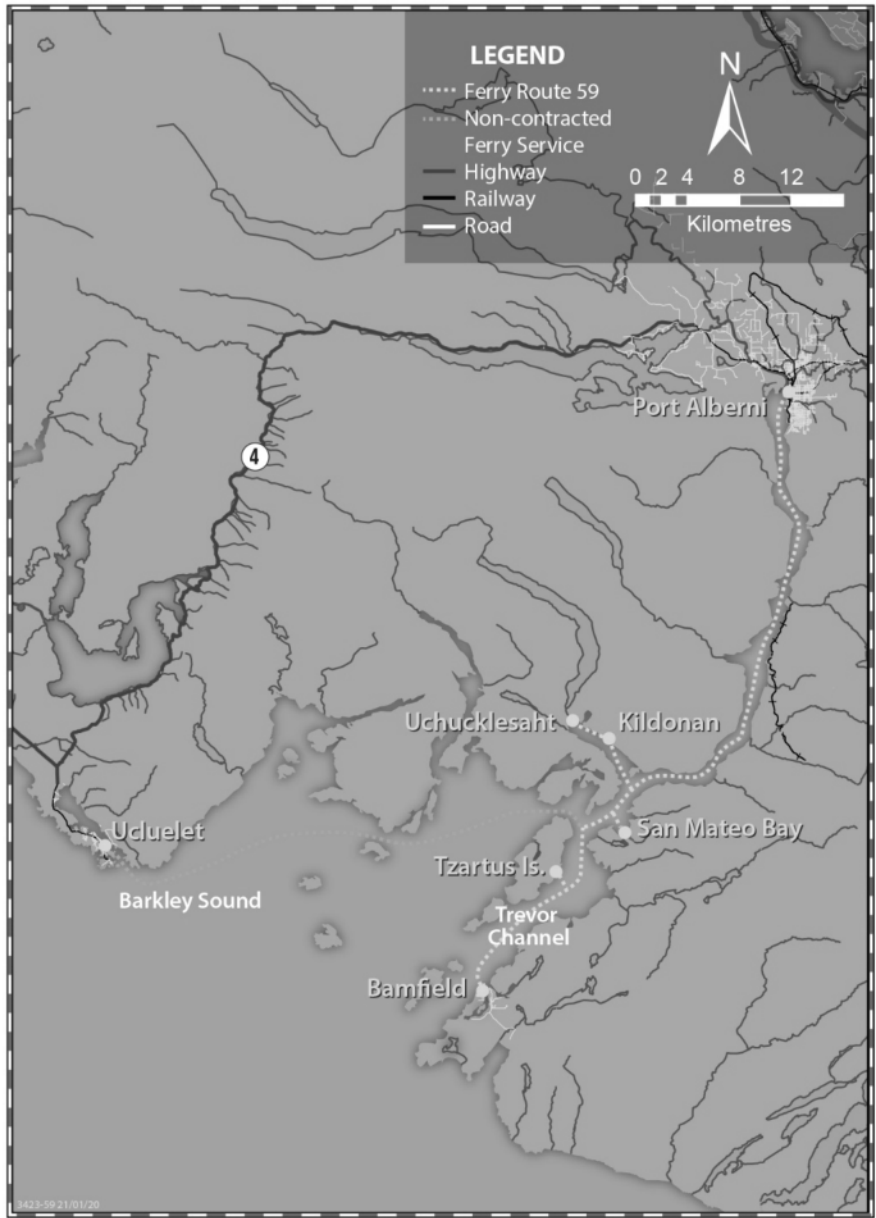 LEGEND
Ferry Route 59
Non-contracted
Ferry Service
Highway
Railway
Road
N
0 2 4 8 12
Kilometres
Port Alberni
4
Uchucklesaht
Kildonan
Ucluelet
San Mateo Bay
Tzartus Is.
Barkley Sound
Trevor
Channel
Bamfield
3423-59 21/01/20